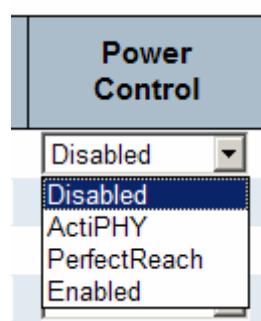 Power
Control
Disabled
Disabled
ActiPHY
PerfectReach
Enabled